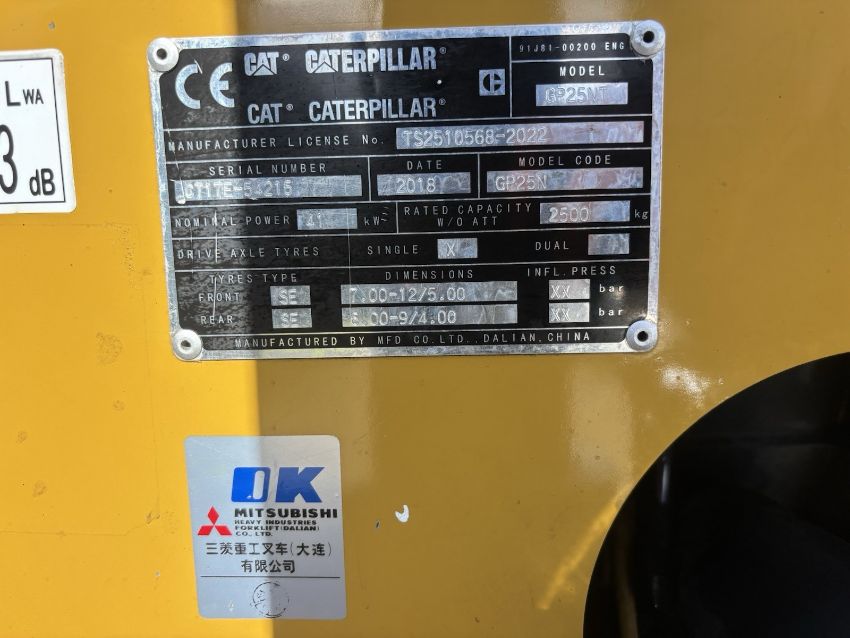 LWA
3 dB
CAT® CATERPILLAR®
CAT® CATERPILLAR®
CE
91J81-00200 ENG
MODEL
GP25NT
MANUFACTURER LICENSE No. TS2510568-2022
SERIAL NUMBER
DATE
2018
MODEL CODE
GP25N
NOMINAL POWER 41 kW
RATED CAPACITY W/O ATT 2500 kg
DRIVE AXLE TYRES SINGLE X DUAL
TYRES TYPE DIMENSIONS INFL.PRESS
FRONT SE 7.00-12/5.00 XX bar
REAR SE 6.00-9/4.00 XX bar
MANUFACTURED BY MFD CO.LTD., DALIAN,CHINA
OK
MITSUBISHI
HEAVY INDUSTRIES
FORKLIFT(DALIAN)
CO., LTD.
三菱重工叉车(大连)
有限公司